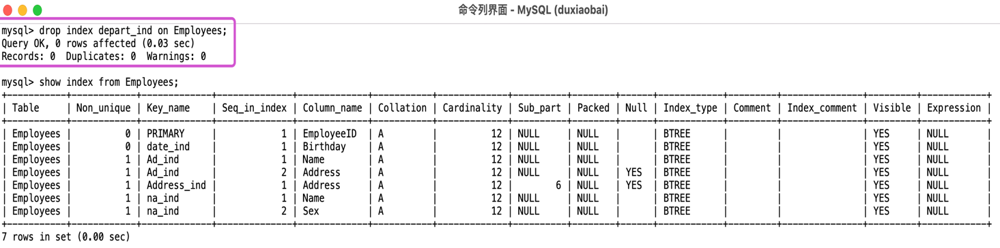 命令列界面 - MySQL (duxiaobai)
mysql> drop index depart_ind on Employees;
Query OK, 0 rows affected (0.03 sec)
Records: 0  Duplicates: 0  Warnings: 0
mysql> show index from Employees;
+-----------+------------+-------------+--------------+-------------+-----------+-------------+----------+--------+------+------------+---------+---------------+---------+------------+
| Table     | Non_unique | Key_name    | Seq_in_index | Column_name | Collation | Cardinality | Sub_part | Packed | Null | Index_type | Comment | Index_comment | Visible | Expression |
+-----------+------------+-------------+--------------+-------------+-----------+-------------+----------+--------+------+------------+---------+---------------+---------+------------+
| Employees |          0 | PRIMARY     |            1 | EmployeeID  | A         |          12 | NULL     | NULL   |      | BTREE      |         |               | YES     | NULL       |
| Employees |          0 | date_ind    |            1 | Birthday    | A         |          12 | NULL     | NULL   |      | BTREE      |         |               | YES     | NULL       |
| Employees |          1 | Ad_ind      |            1 | Name        | A         |          12 | NULL     | NULL   |      | BTREE      |         |               | YES     | NULL       |
| Employees |          1 | Ad_ind      |            2 | Address     | A         |          12 | NULL     | NULL   | YES  | BTREE      |         |               | YES     | NULL       |
| Employees |          1 | Address_ind |            1 | Address     | A         |          12 |        6 | NULL   | YES  | BTREE      |         |               | YES     | NULL       |
| Employees |          1 | na_ind      |            1 | Name        | A         |          12 | NULL     | NULL   |      | BTREE      |         |               | YES     | NULL       |
| Employees |          1 | na_ind      |            2 | Sex         | A         |          12 | NULL     | NULL   |      | BTREE      |         |               | YES     | NULL       |
+-----------+------------+-------------+--------------+-------------+-----------+-------------+----------+--------+------+------------+---------+---------------+---------+------------+
7 rows in set (0.00 sec)